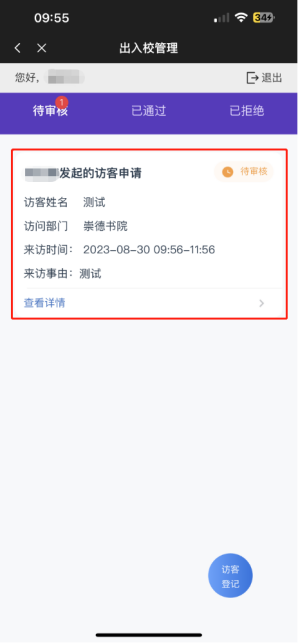 09:55
34
出入校管理
您好，
退出
待审核
1
已通过
已拒绝
发起的访客申请
待审核
访客姓名 测试
访问部门 崇德书院
来访时间： 2023-08-30 09:56-11:56
来访事由：测试
查看详情
访客
登记